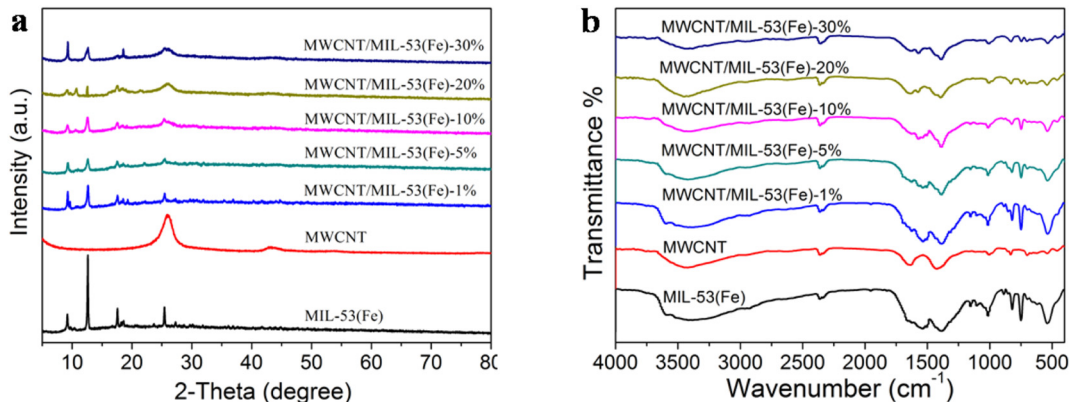 a
Intensity (a.u.)
MWCNT/MIL-53(Fe)-30%
MWCNT/MIL-53(Fe)-20%
MWCNT/MIL-53(Fe)-10%
MWCNT/MIL-53(Fe)-5%
MWCNT/MIL-53(Fe)-1%
MWCNT
MIL-53(Fe)
10 20 30 40 50 60 70 80
2-Theta (degree)
b
Transmittance %
MWCNT/MIL-53(Fe)-30%
MWCNT/MIL-53(Fe)-20%
MWCNT/MIL-53(Fe)-10%
MWCNT/MIL-53(Fe)-5%
MWCNT/MIL-53(Fe)-1%
MWCNT
MIL-53(Fe)
4000 3500 3000 2500 2000 1500 1000 500
Wavenumber (cm⁻¹)